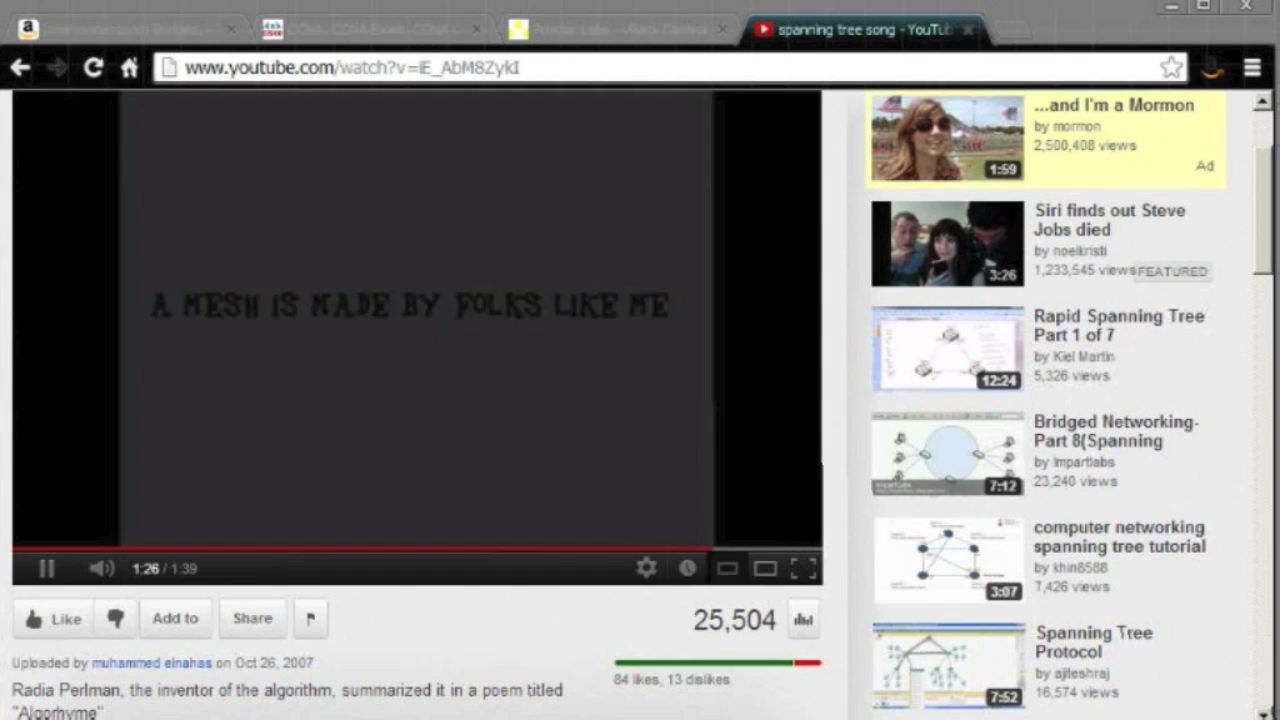 spanning tree song - YouTub
www.youtube.com/watch?v=iE_AbM8ZykI
A MESH IS MADE BY FOLKS LIKE ME
1:26 / 1:39
Like
Add to
Share
25,504
Uploaded by muhammed elnahas on Oct 26, 2007
84 likes, 13 dislikes
Radia Perlman, the inventor of the algorithm, summarized it in a poem titled
"Algorhyme"
...and I'm a Mormon
by mormon
2,500,408 views
Ad
1:59
Siri finds out Steve
Jobs died
by noelkristi
1,233,545 views FEATURED
3:26
Rapid Spanning Tree
Part 1 of 7
by Kiel Martin
5,326 views
12:24
Bridged Networking-
Part 8(Spanning
by Impartlabs
23,240 views
7:12
computer networking
spanning tree tutorial
by khin8588
7,426 views
3:07
Spanning Tree
Protocol
by ajiteshraj
16,574 views
7:52